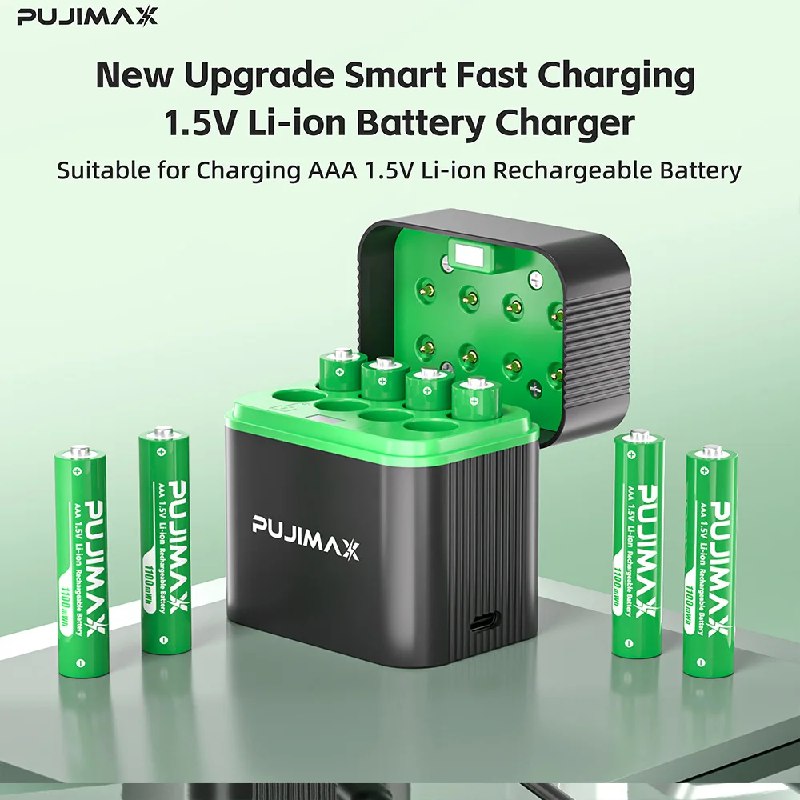 PUJIMAX
New Upgrade Smart Fast Charging
1.5V Li-ion Battery Charger
Suitable for Charging AAA 1.5V Li-ion Rechargeable Battery
PUJIMAX
PUJIMAX
AAA 1.5V Li-ion Rechargeable Battery
1100mWh
PUJIMAX
AAA 1.5V Li-ion Rechargeable Battery
1100mWh
PUJIMAX
AAA 1.5V Li-ion Rechargeable Battery
1100mWh
PUJIMAX
AAA 1.5V Li-ion Rechargeable Battery
1100mWh